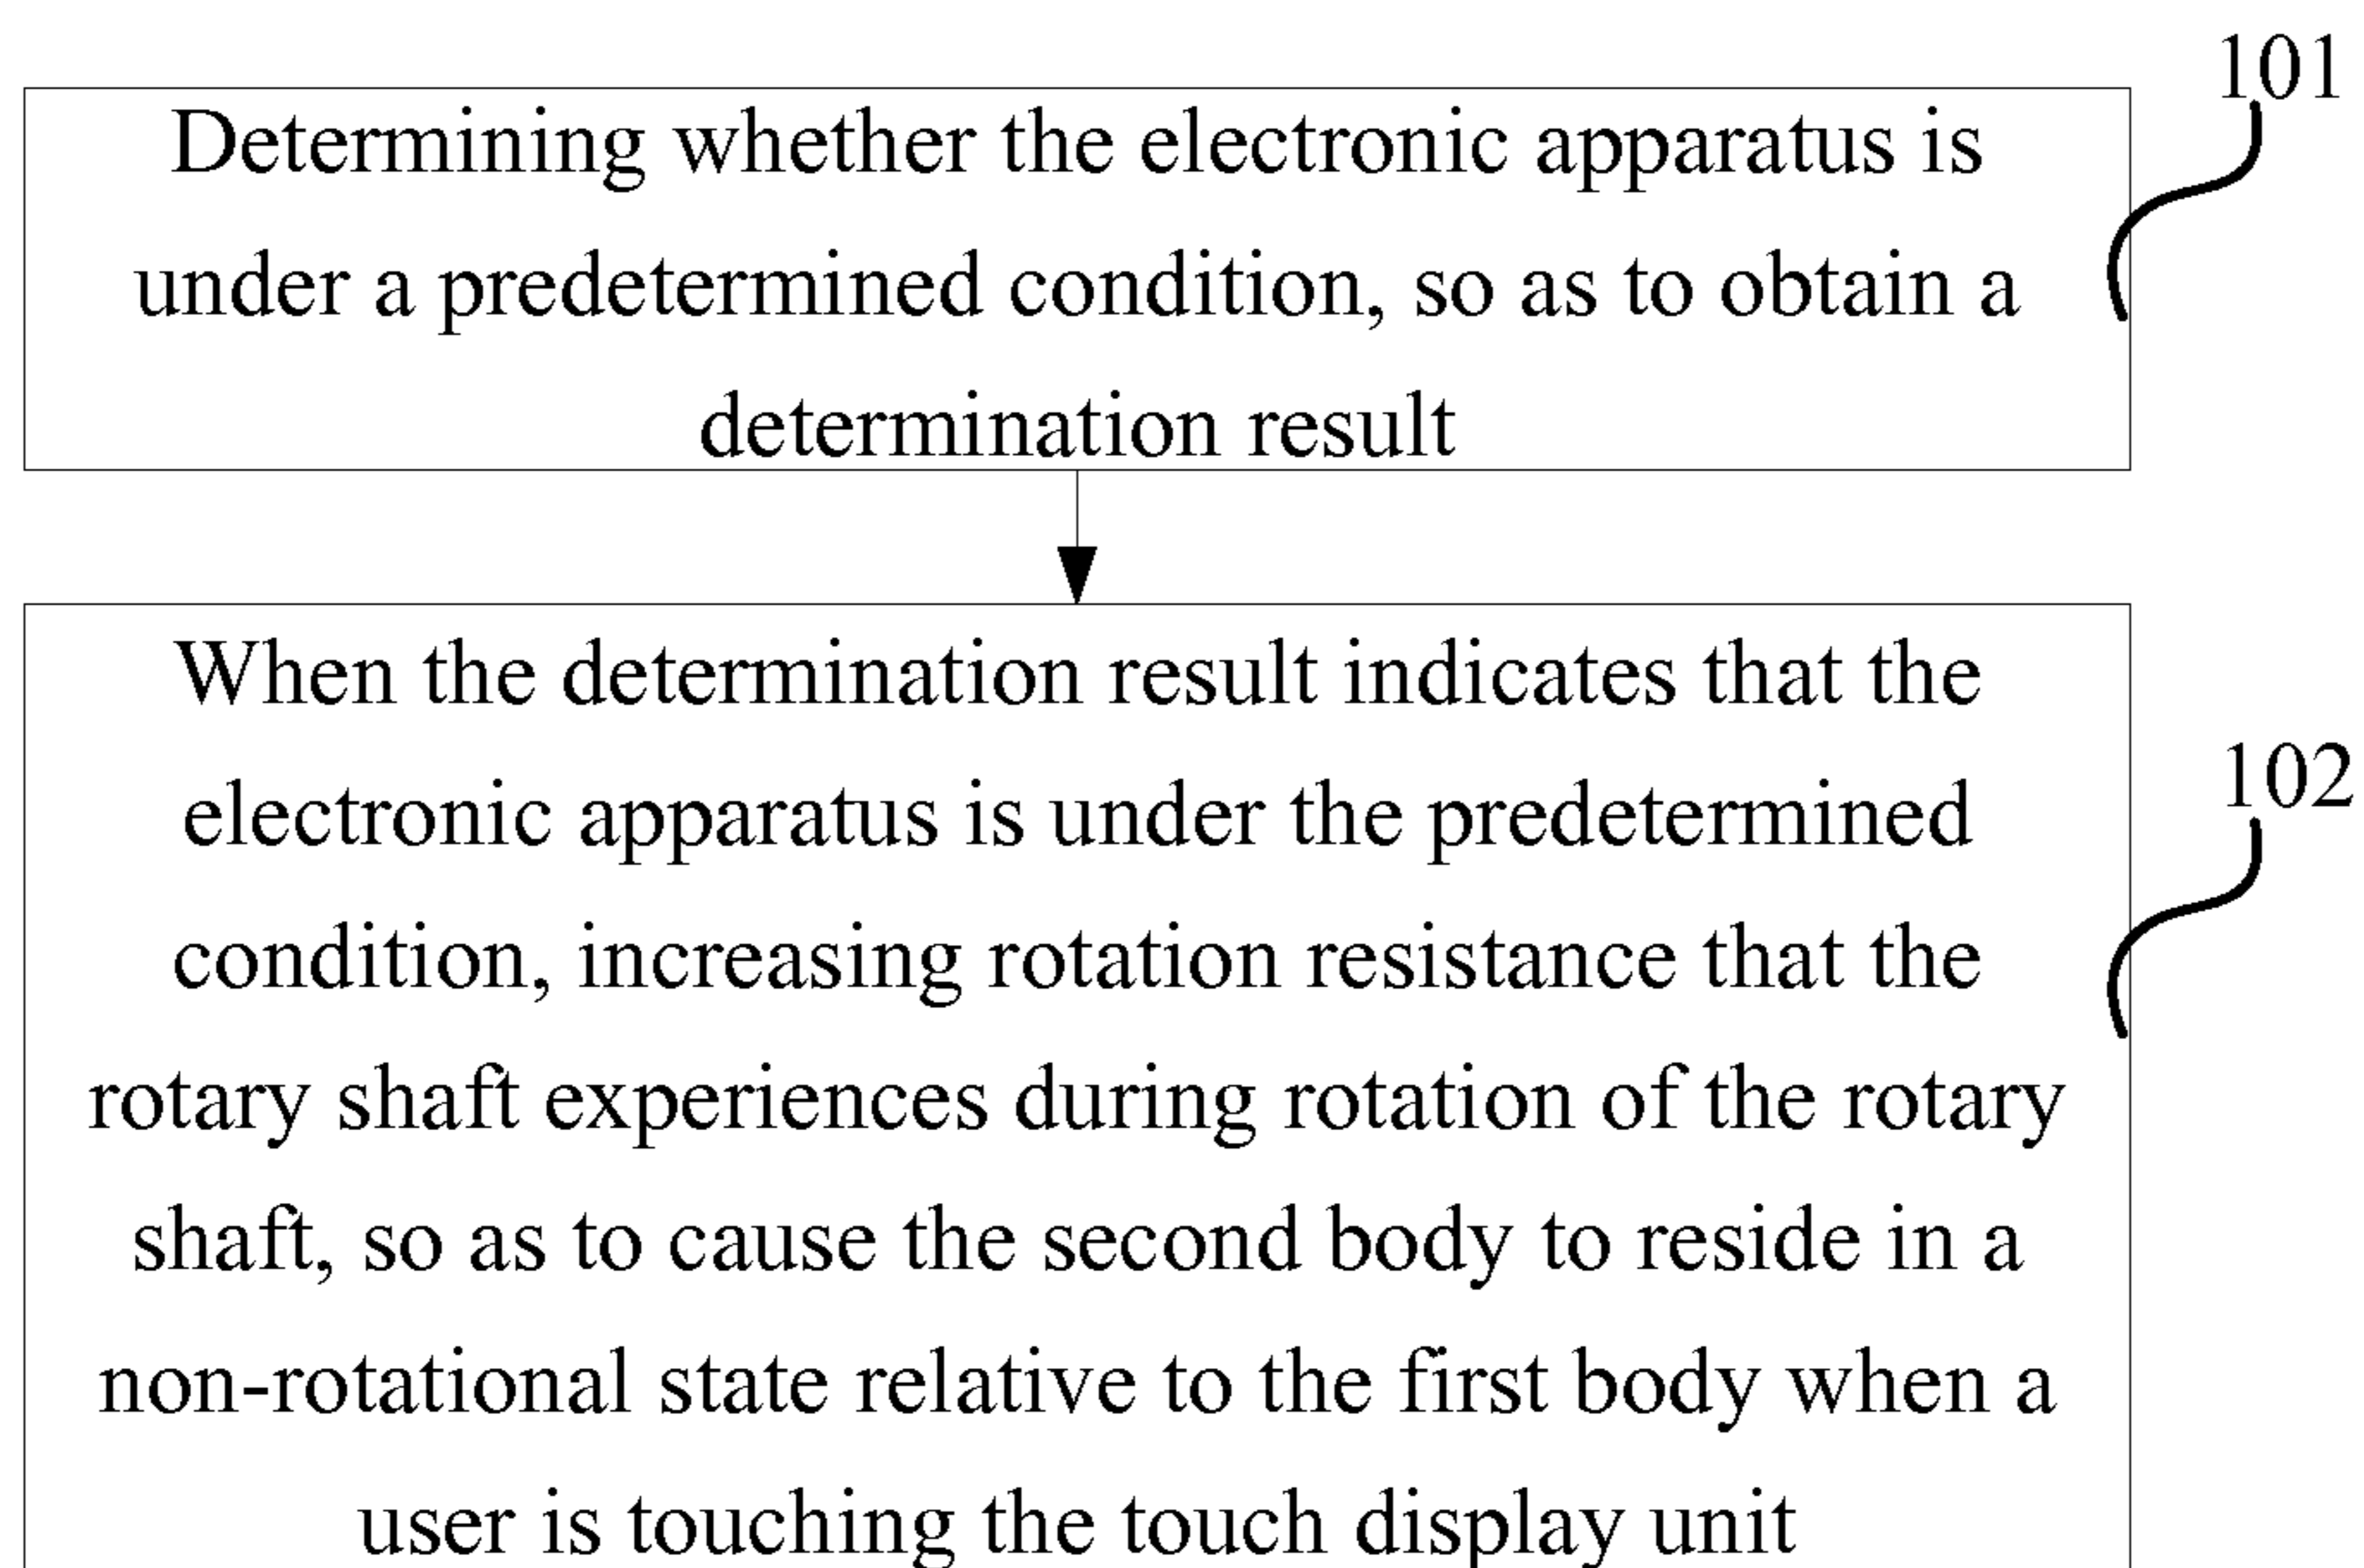 101
Determining whether the electronic apparatus is
under a predetermined condition, so as to obtain a
determination result
When the determination result indicates that the
102
electronic apparatus is under the predetermined
condition, increasing rotation resistance that the
rotary shaft experiences during rotation of the rotary
shaft, so as to cause the second body to reside in a
non-rotational state relative to the first body when a
user is touching the touch display unit